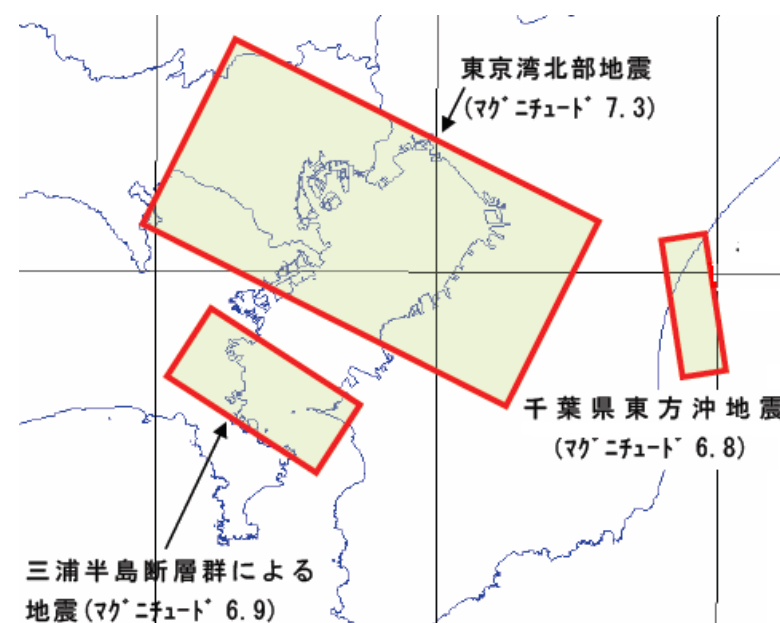 東京湾北部地震
(ﾏｸﾞﾆﾁｭｰﾄﾞ 7.3)
千葉県東方沖地震
(ﾏｸﾞﾆﾁｭｰﾄﾞ 6.8)
三浦半島断層群による
地震(ﾏｸﾞﾆﾁｭｰﾄﾞ 6.9)